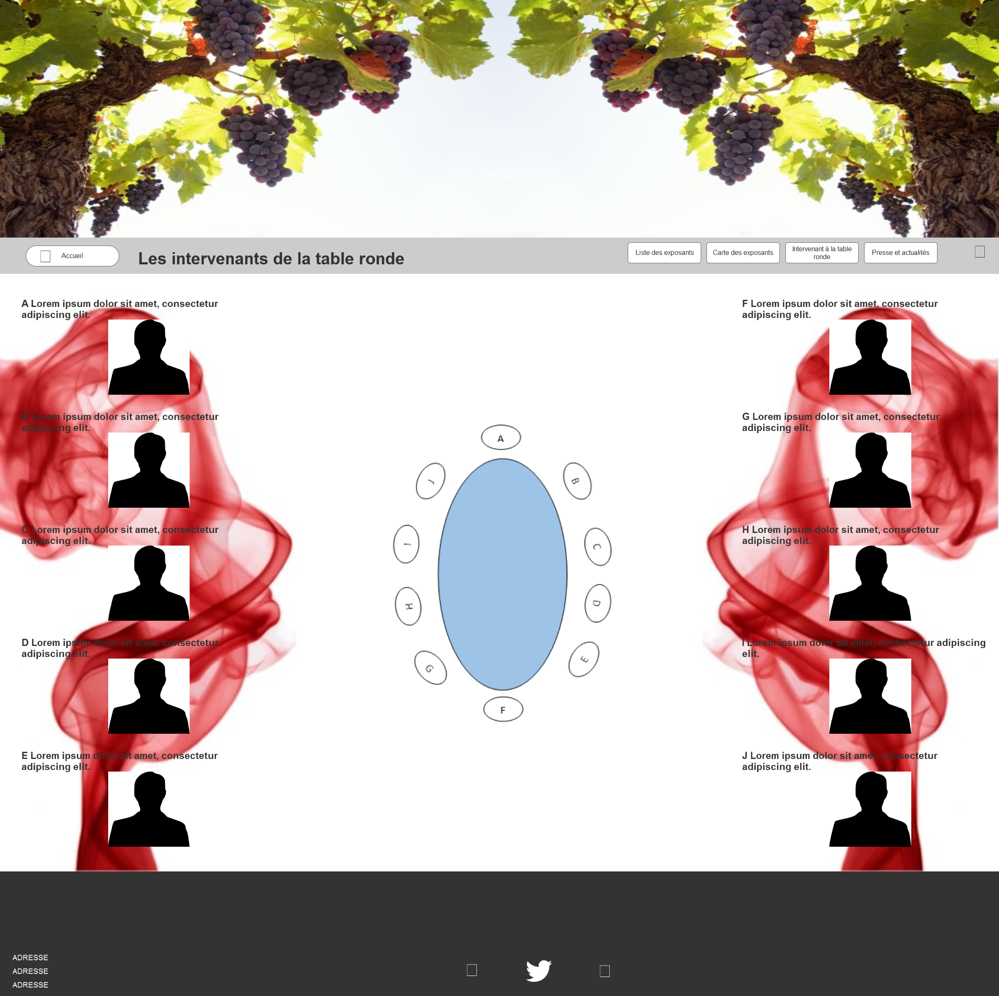 Accueil
Les intervenants de la table ronde
Liste des exposants
Carte des exposants
Intervenant à la table
ronde
Presse et actualités
A Lorem ipsum dolor sit amet, consectetur
adipiscing elit.
B Lorem ipsum dolor sit amet, consectetur
adipiscing elit.
C Lorem ipsum dolor sit amet, consectetur
adipiscing elit.
D Lorem ipsum dolor sit amet, consectetur
adipiscing elit.
E Lorem ipsum dolor sit amet, consectetur
adipiscing elit.
A
J
B
I
C
H
D
G
E
F
F Lorem ipsum dolor sit amet, consectetur
adipiscing elit.
G Lorem ipsum dolor sit amet, consectetur
adipiscing elit.
H Lorem ipsum dolor sit amet, consectetur
adipiscing elit.
I Lorem ipsum dolor sit amet, consectetur adipiscing
elit.
J Lorem ipsum dolor sit amet, consectetur
adipiscing elit.
ADRESSE
ADRESSE
ADRESSE